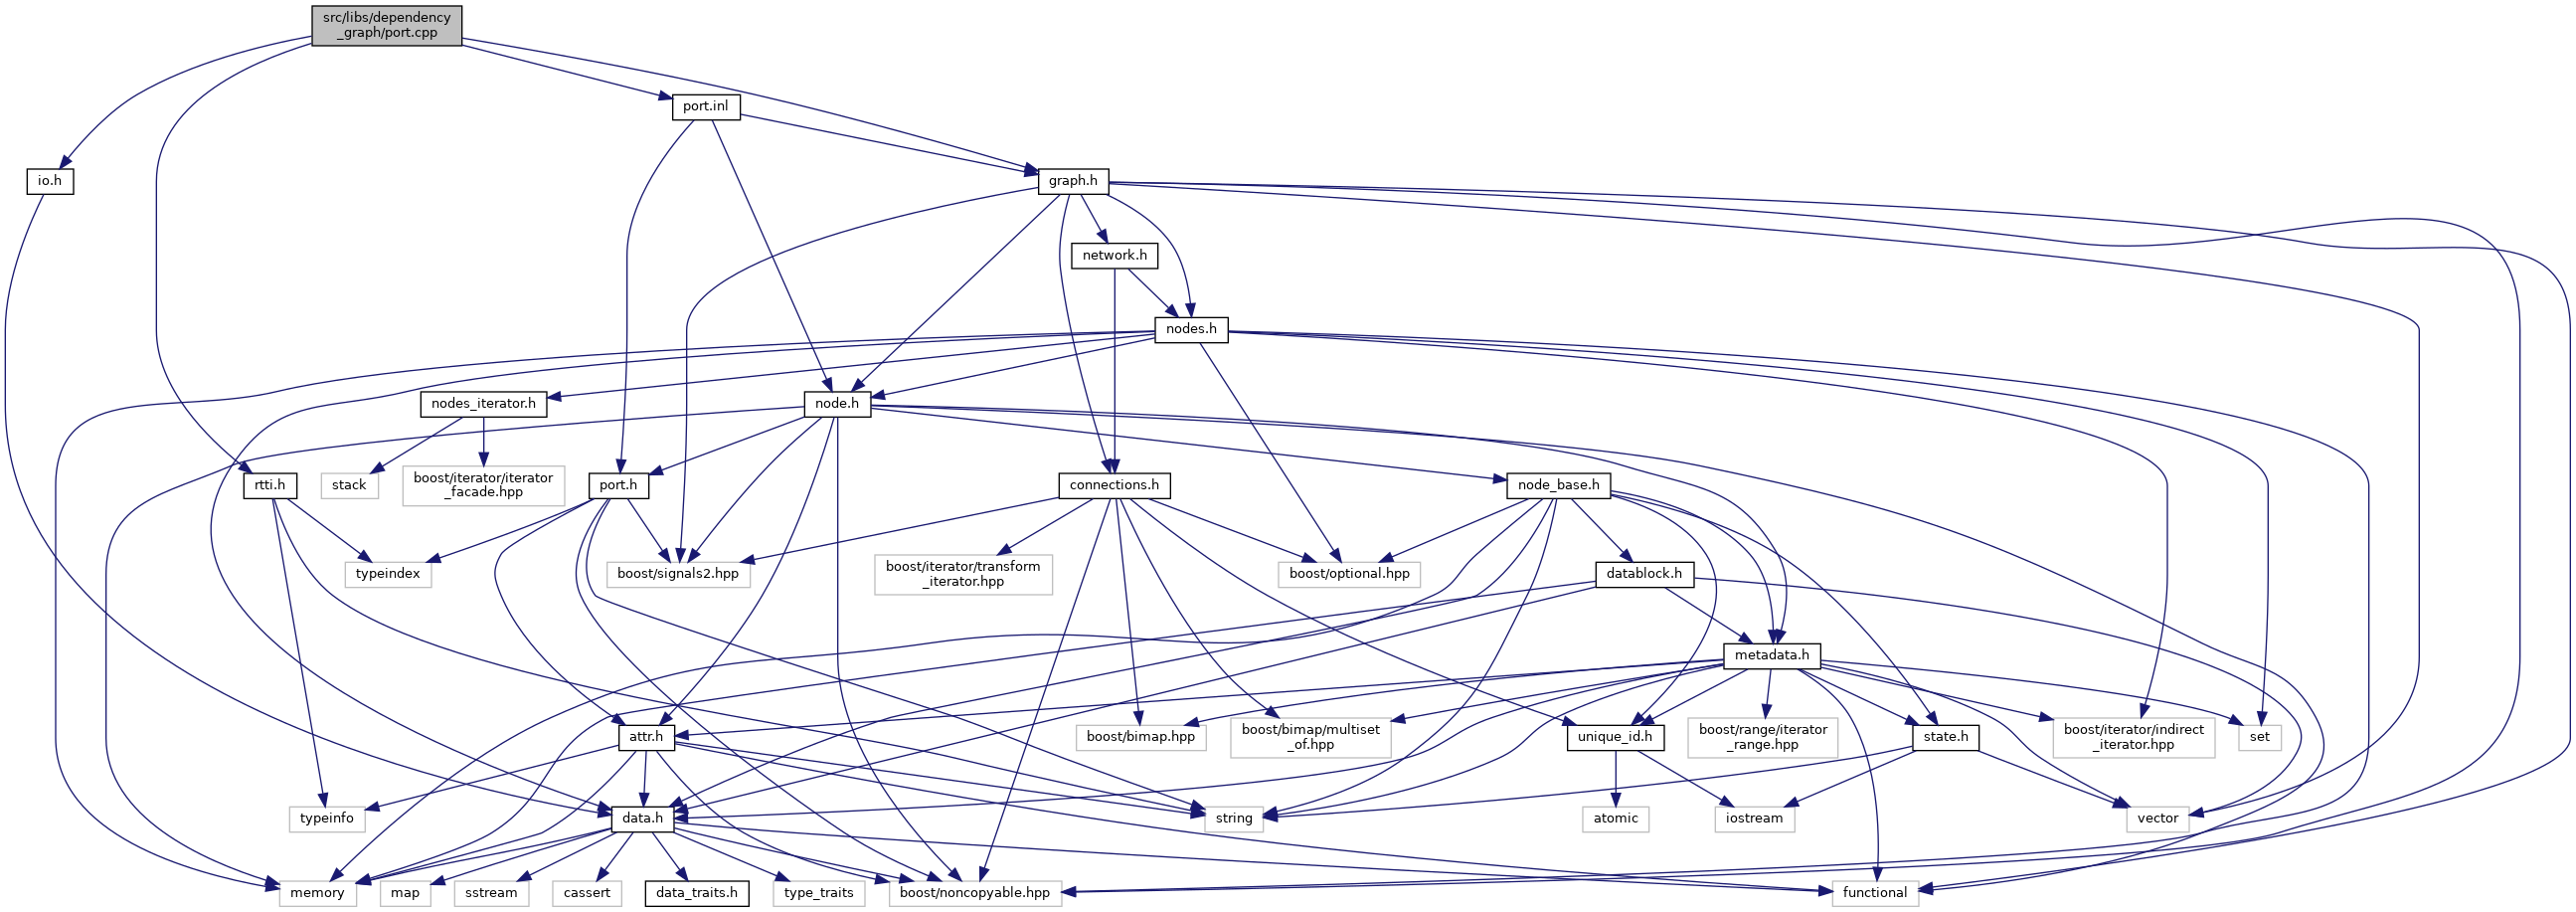 src/libs/dependency
_graph/port.cpp
port.inl
io.h
graph.h
network.h
nodes.h
nodes_iterator.h
node.h
rtti.h
stack
boost/iterator/iterator
_facade.hpp
port.h
connections.h
node_base.h
typeindex
boost/signals2.hpp
boost/iterator/transform
_iterator.hpp
boost/optional.hpp
datablock.h
metadata.h
attr.h
boost/bimap.hpp
boost/bimap/multiset
_of.hpp
unique_id.h
boost/range/iterator
_range.hpp
state.h
boost/iterator/indirect
_iterator.hpp
set
typeinfo
data.h
string
atomic
iostream
vector
memory
map
sstream
cassert
data_traits.h
type_traits
boost/noncopyable.hpp
functional